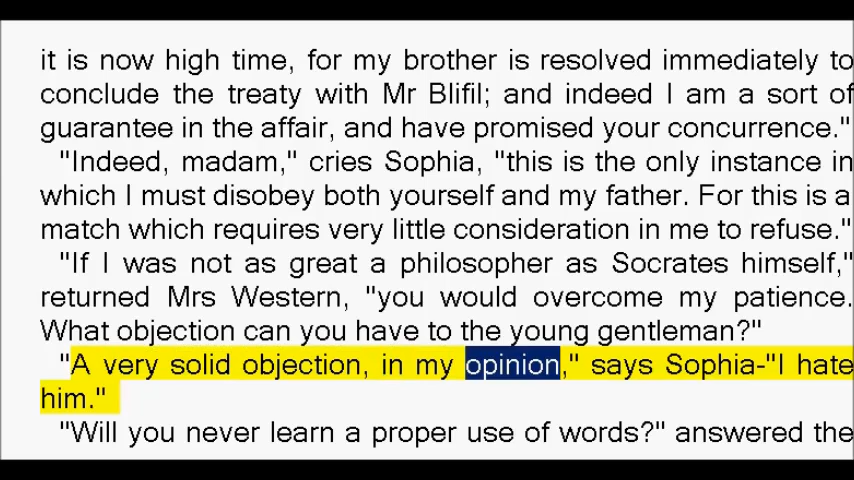 it is now high time, for my brother is resolved immediately to
conclude the treaty with Mr Blifil; and indeed I am a sort of
guarantee in the affair, and have promised your concurrence."
"Indeed, madam," cries Sophia, "this is the only instance in
which I must disobey both yourself and my father. For this is a
match which requires very little consideration in me to refuse."
"If I was not as great a philosopher as Socrates himself,"
returned Mrs Western, "you would overcome my patience.
What objection can you have to the young gentleman?"
"A very solid objection, in my opinion," says Sophia-"I hate
him."
"Will you never learn a proper use of words?" answered the